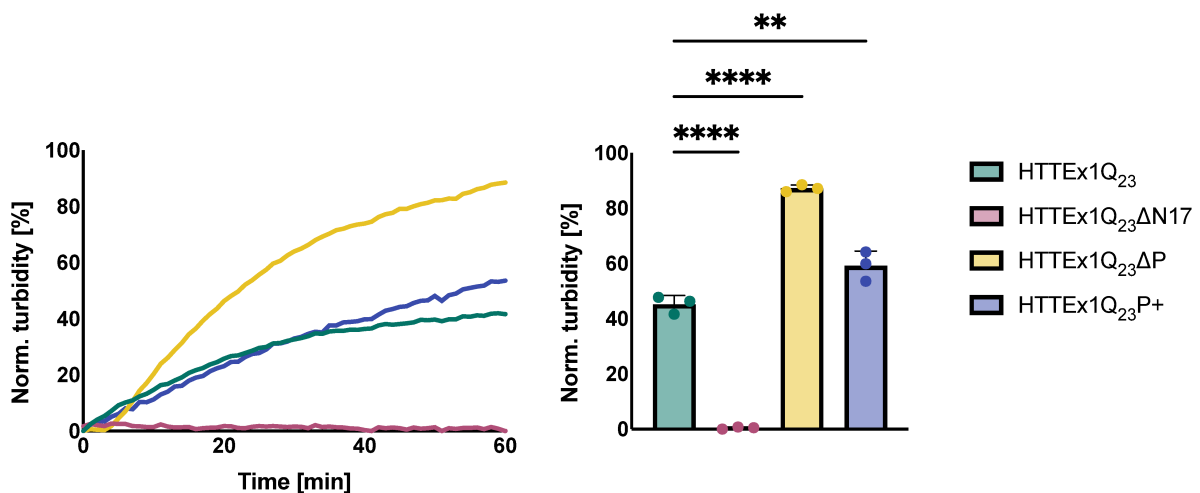 **
****
****
100
80
60
40
20
0
0 20 40 60
Norm. turbidity [%]
Time [min]
100
80
60
40
20
0
Norm. turbidity [%]
HTTEx1Q₂₃
HTTEx1Q₂₃ΔN17
HTTEx1Q₂₃ΔP
HTTEx1Q₂₃P+